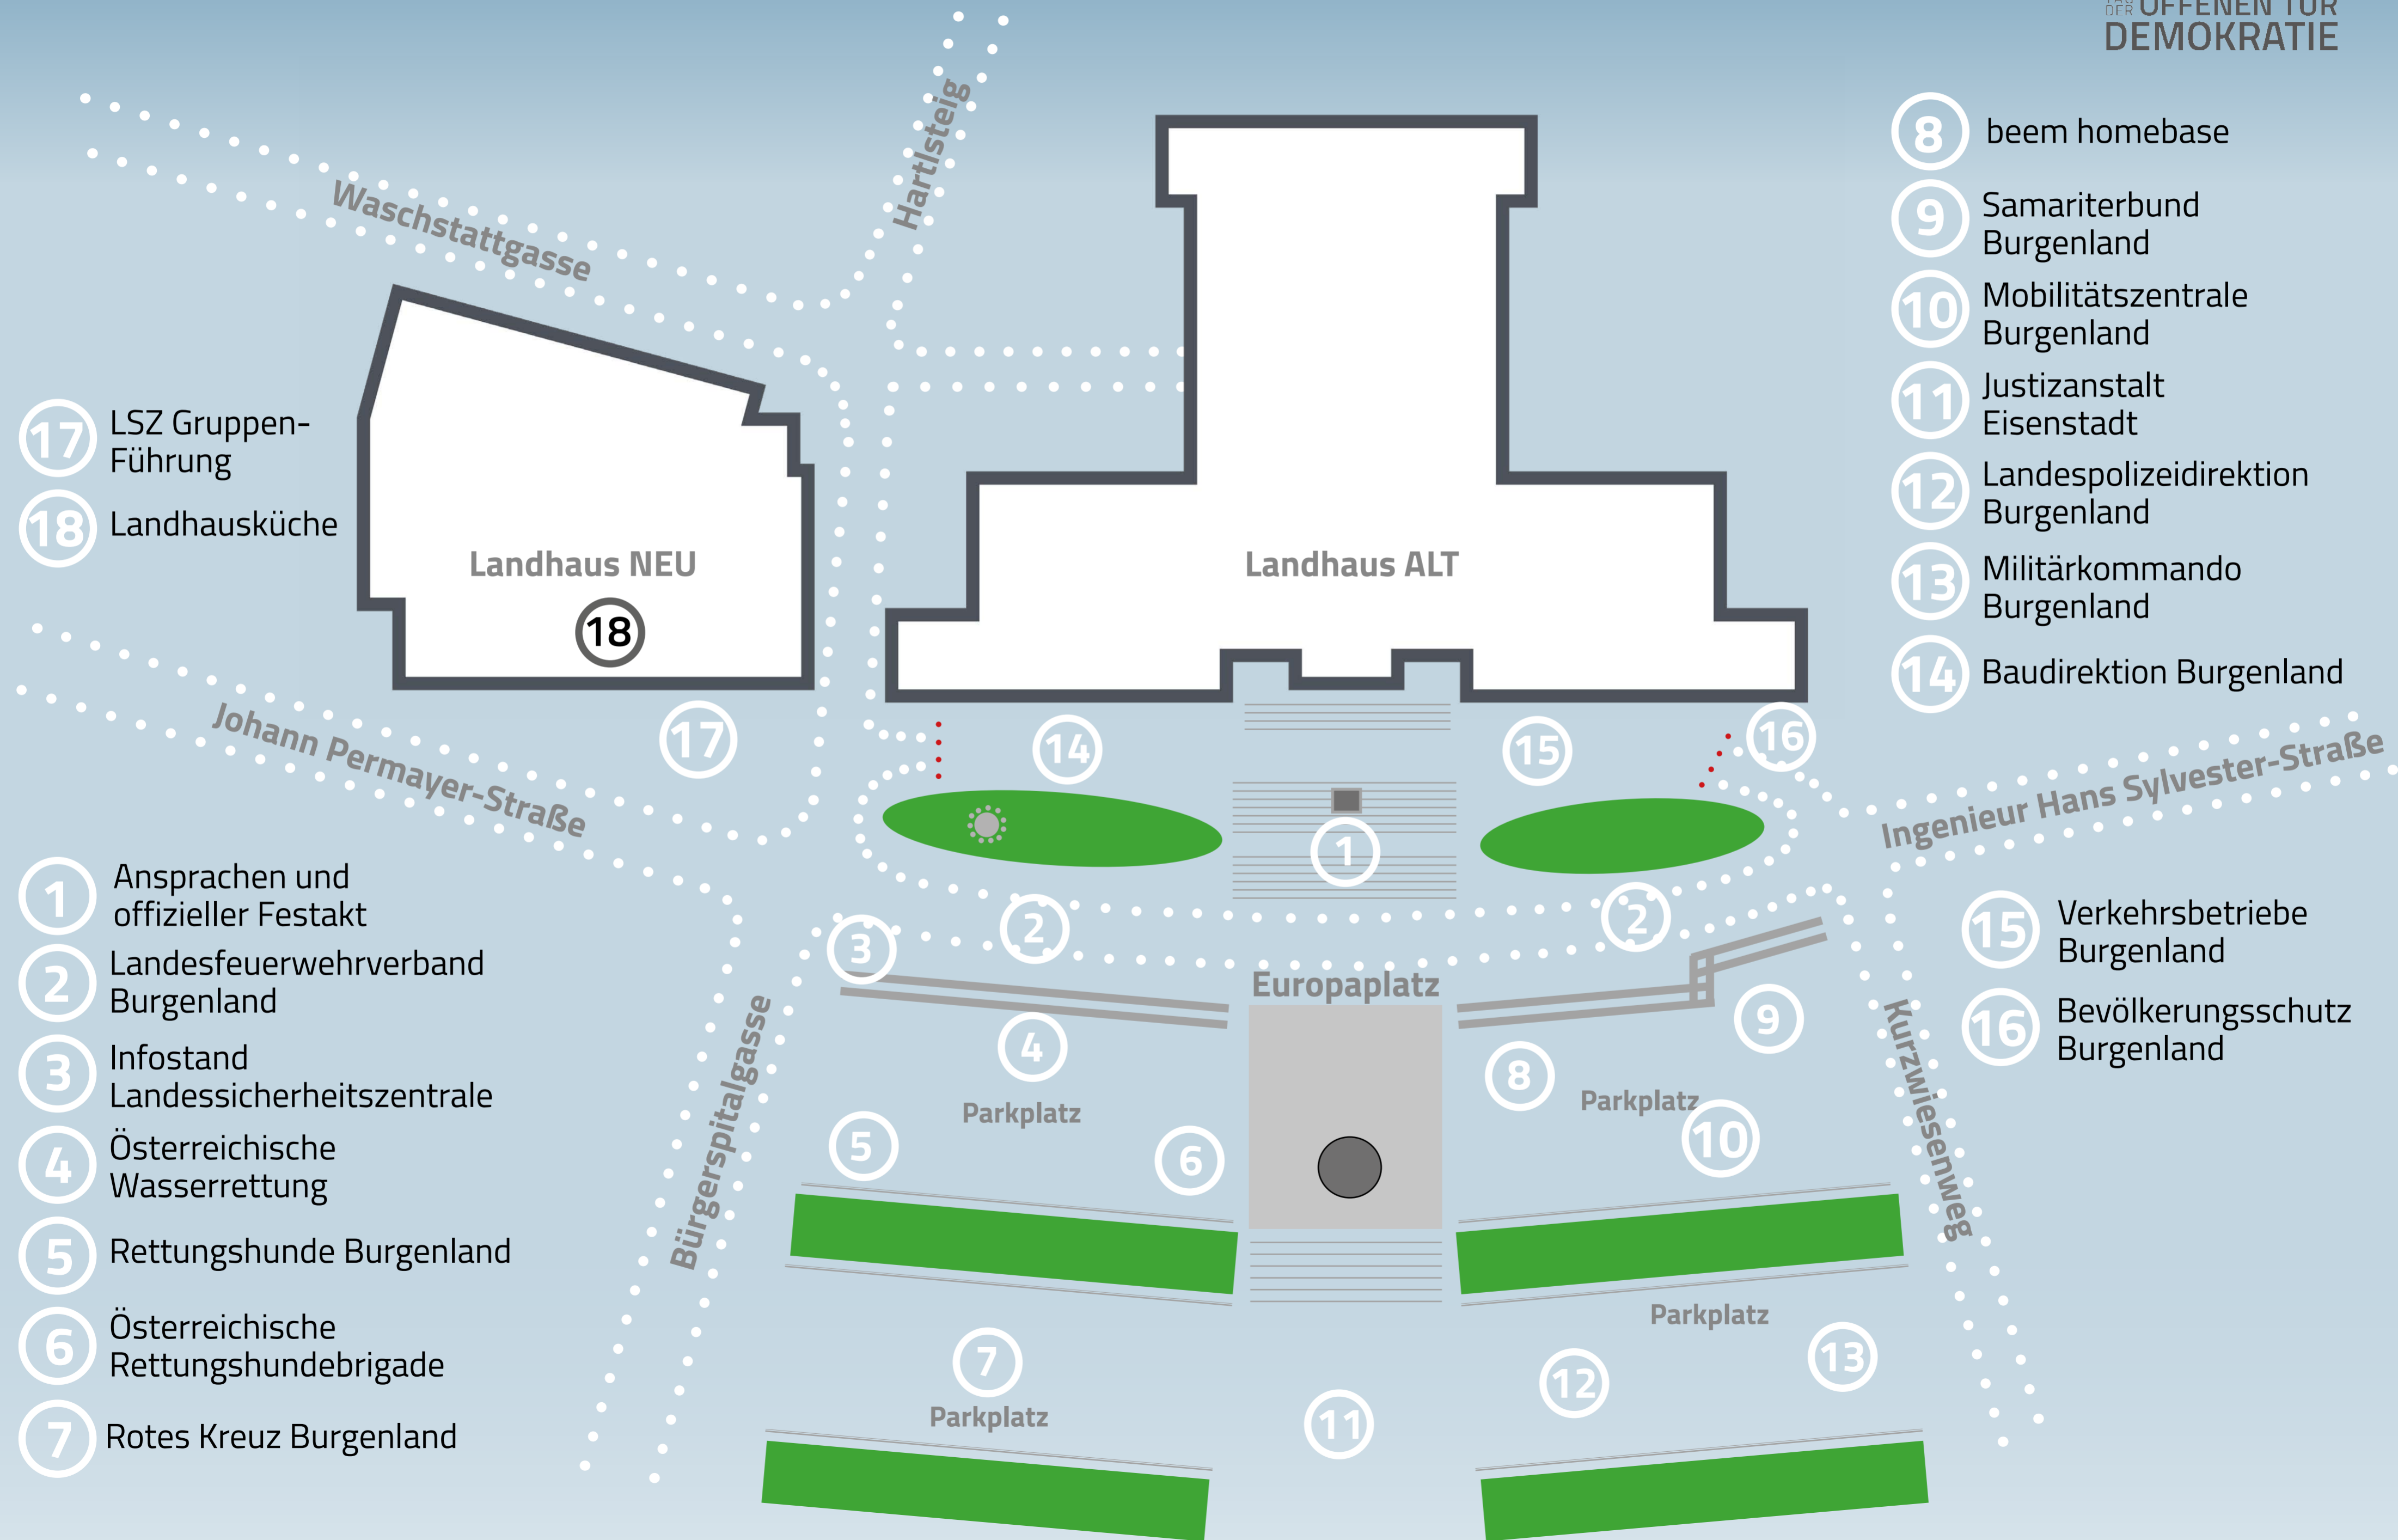 DER OFFENEN TÜR
DEMOKRATIE
Hartlsteig
Waschstattgasse
8 beem homebase
9 Samariterbund
Burgenland
10 Mobilitätszentrale
Burgenland
11 Justizanstalt
Eisenstadt
12 Landespolizeidirektion
Burgenland
13 Militärkommando
Burgenland
14 Baudirektion Burgenland
17 LSZ Gruppen-
Führung
18 Landhausküche
Landhaus NEU
18
Landhaus ALT
17
14
15
16
Johann Permayer-Straße
Ingenieur Hans Sylvester-Straße
1
2
2
3
1 Ansprachen und
offizieller Festakt
2 Landesfeuerwehrverband
Burgenland
3 Infostand
Landessicherheitszentrale
4 Österreichische
Wasserrettung
5 Rettungshunde Burgenland
6 Österreichische
Rettungshundebrigade
7 Rotes Kreuz Burgenland
15 Verkehrsbetriebe
Burgenland
16 Bevölkerungsschutz
Burgenland
Europaplatz
Bürgerspitalgasse
Kurzwiesenweg
4
Parkplatz
5
6
8
9
Parkplatz
10
Parkplatz
7
Parkplatz
11
12
13